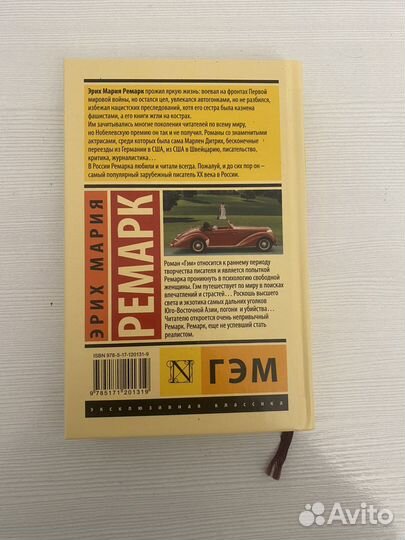 Эрих Мария Ремарк прожил яркую жизнь: воевал на фронтах Первой
мировой войны, но остался цел, увлекался автогонками, но не разбился,
избежал нацистских преследований, хотя его сестра была казнена
фашистами, а его книги жгли на кострах.
Им зачитывались многие поколения читателей по всему миру,
но Нобелевскую премию он так и не получил. Романы со знаменитыми
актрисами, среди которых была сама Марлен Дитрих, бесконечные
переезды из Германии в США, из США в Швейцарию, писательство,
критика, журналистика…
В России Ремарка любили и читали всегда. Пожалуй, и до сих пор он –
самый популярный зарубежный писатель XX века в России.
ЭРИХ МАРИЯ
РЕМАРК
Роман «Гэм» относится к раннему периоду
творчества писателя и является попыткой
Ремарка проникнуть в психологию свободной
женщины. Гэм путешествует по миру в поисках
впечатлений и страстей… Роскошь высшего
света и экзотика самых дальних уголков
Юго-Восточной Азии, погони и убийства…
Читателю откроется очень непривычный
Ремарк. Ремарк, еще не успевший стать
реалистом.
ISBN 978-5-17-120131-9
9 785171 201319
N
ГЭМ
ЭКСКЛЮЗИВНАЯ КЛАССИКА
Avito